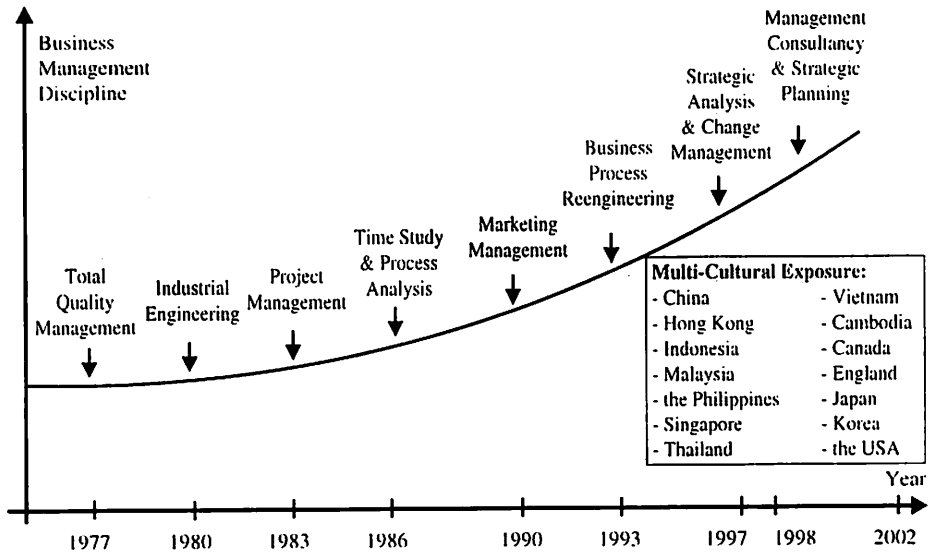 Business
Management
Discipline
Total
Quality
Management
Industrial
Engineering
Project
Management
Time Study
& Process
Analysis
Marketing
Management
Business
Process
Reengineering
Strategic
Analysis
& Change
Management
Management
Consultancy
& Strategic
Planning
Multi-Cultural Exposure:
- China - Vietnam
- Hong Kong - Cambodia
- Indonesia - Canada
- Malaysia - England
- the Philippines - Japan
- Singapore - Korea
- Thailand - the USA
Year
1977 1980 1983 1986 1990 1993 1997 1998 2002